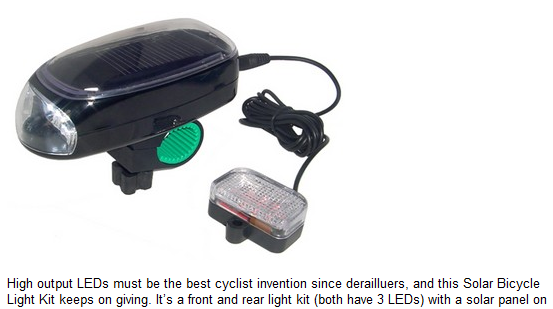 High output LEDs must be the best cyclist invention since derailluers, and this Solar Bicycle
Light Kit keeps on giving. It's a front and rear light kit (both have 3 LEDs) with a solar panel on